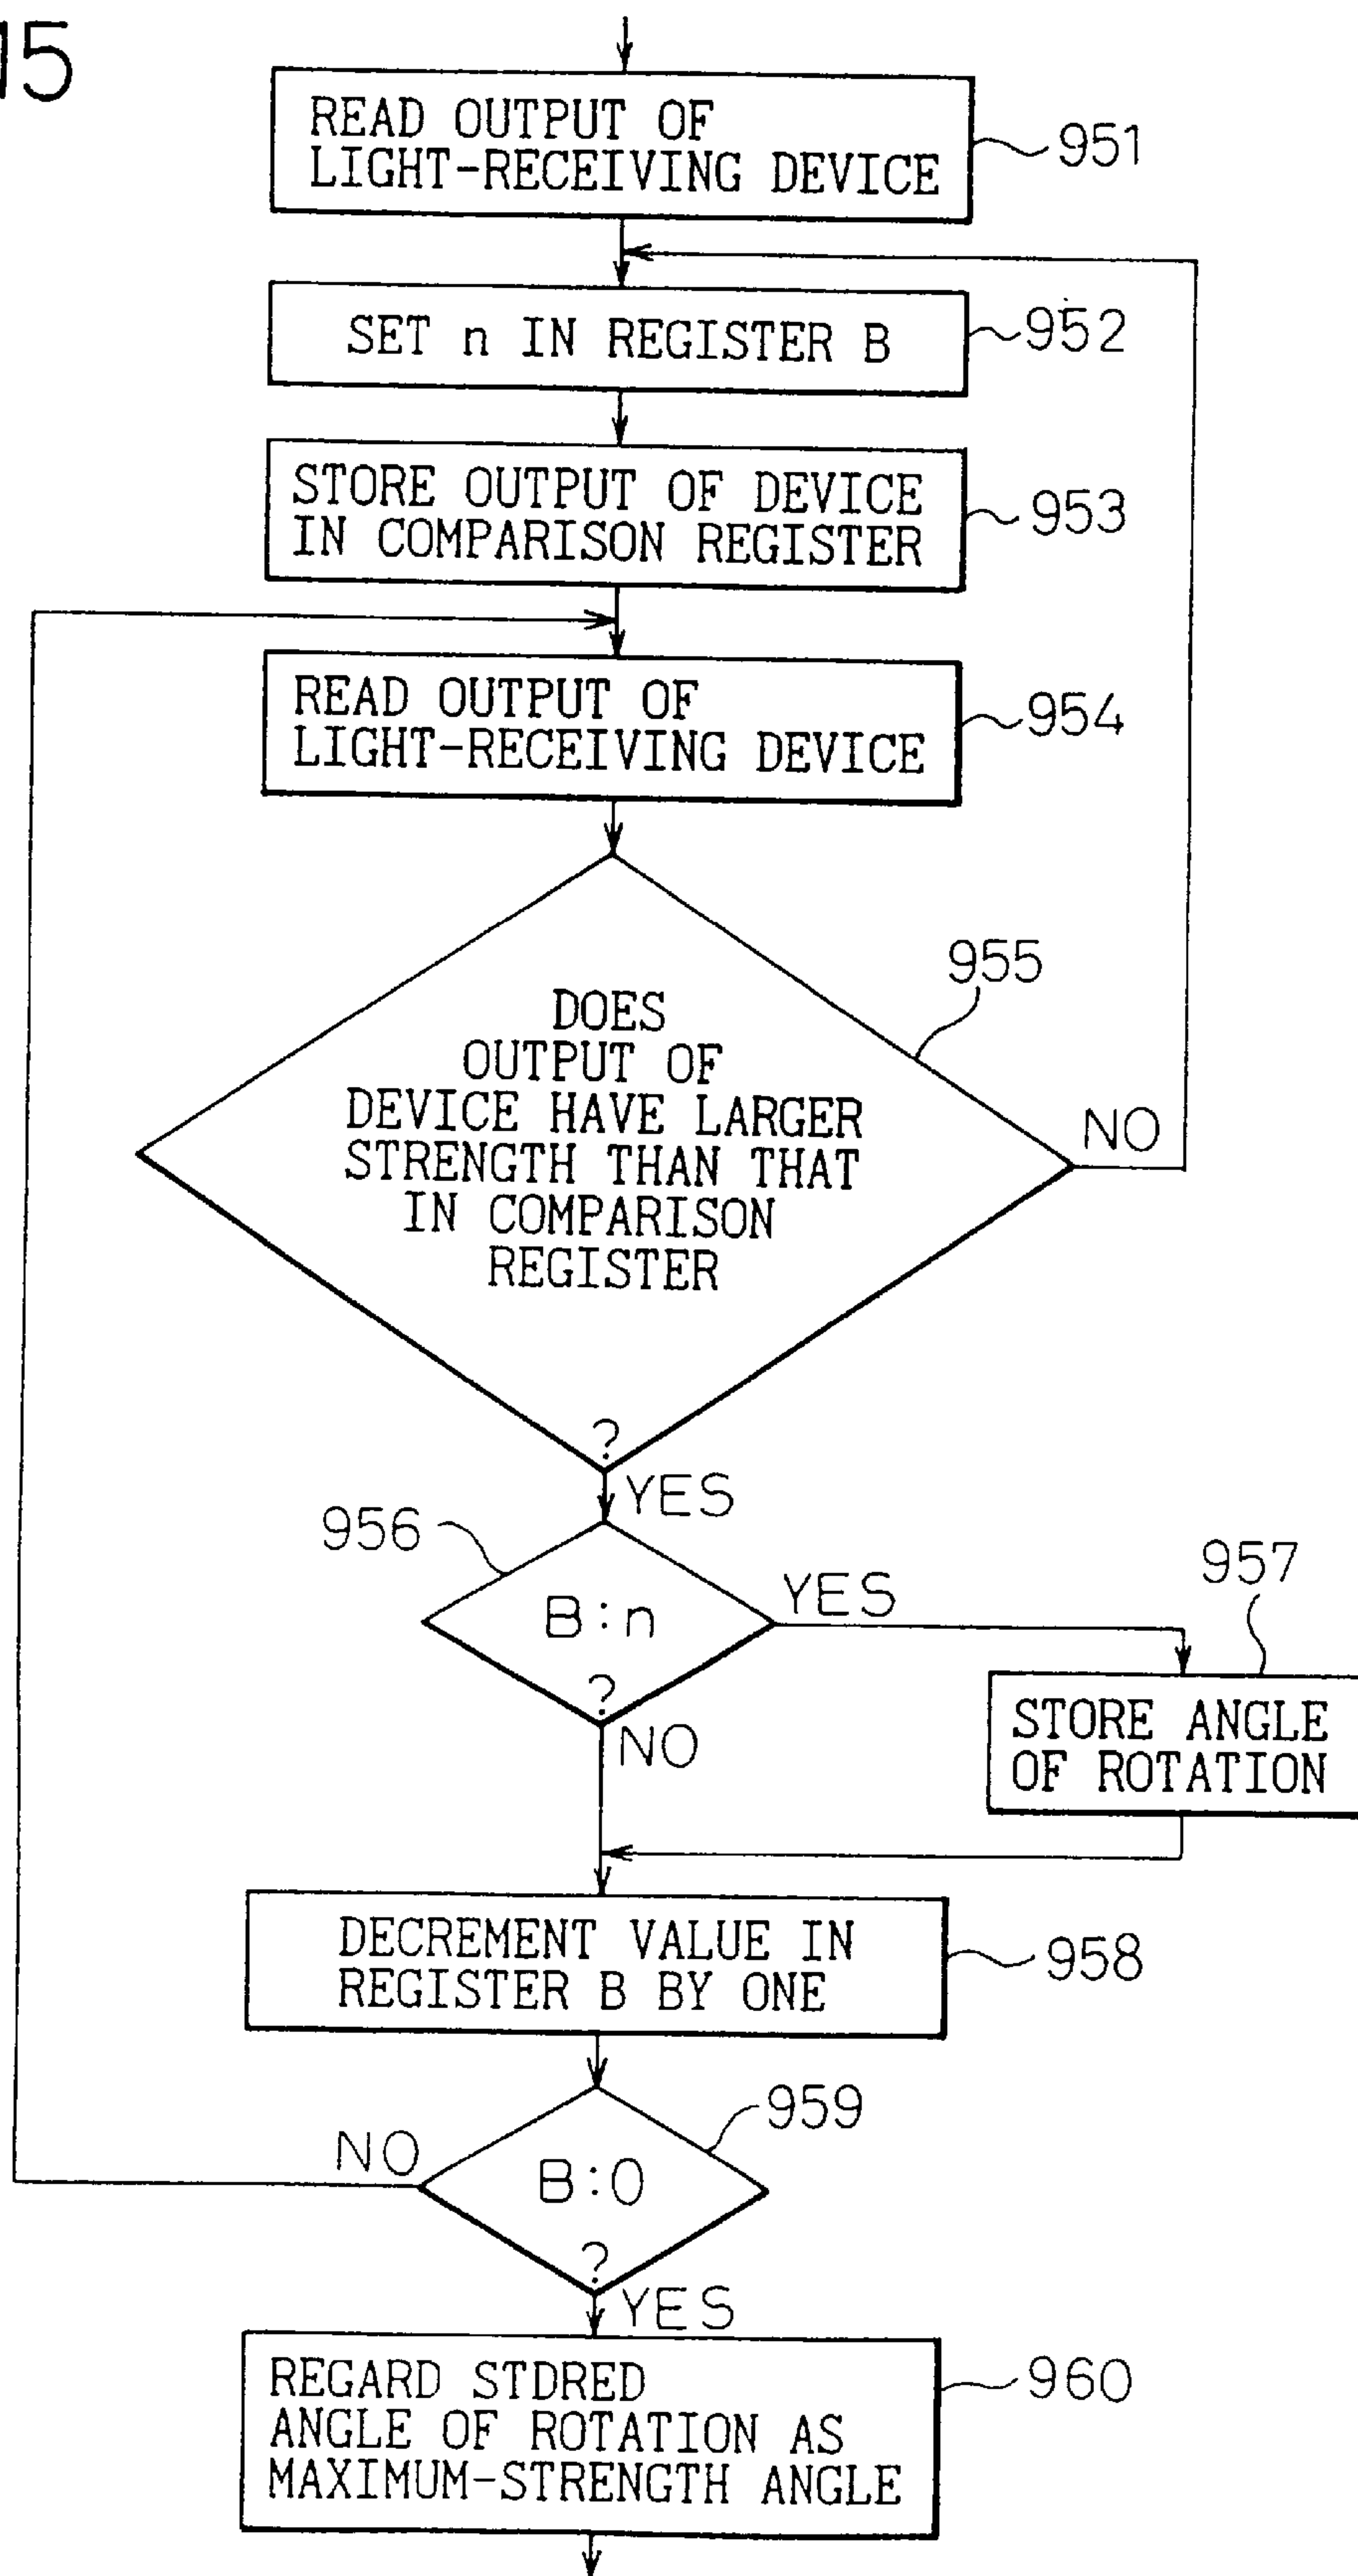 15
READ OUTPUT OF
LIGHT-RECEIVING DEVICE
951
SET n IN REGISTER B
952
STORE OUTPUT OF DEVICE
IN COMPARISON REGISTER
953
READ OUTPUT OF
LIGHT-RECEIVING DEVICE
954
955
DOES
OUTPUT OF
DEVICE HAVE LARGER
STRENGTH THAN THAT
IN COMPARISON
REGISTER
?
NO
YES
956
B:n
?
YES
NO
957
STORE ANGLE
OF ROTATION
DECREMENT VALUE IN
REGISTER B BY ONE
958
959
B:0
?
NO
YES
REGARD STDRED
ANGLE OF ROTATION AS
MAXIMUM-STRENGTH ANGLE
960